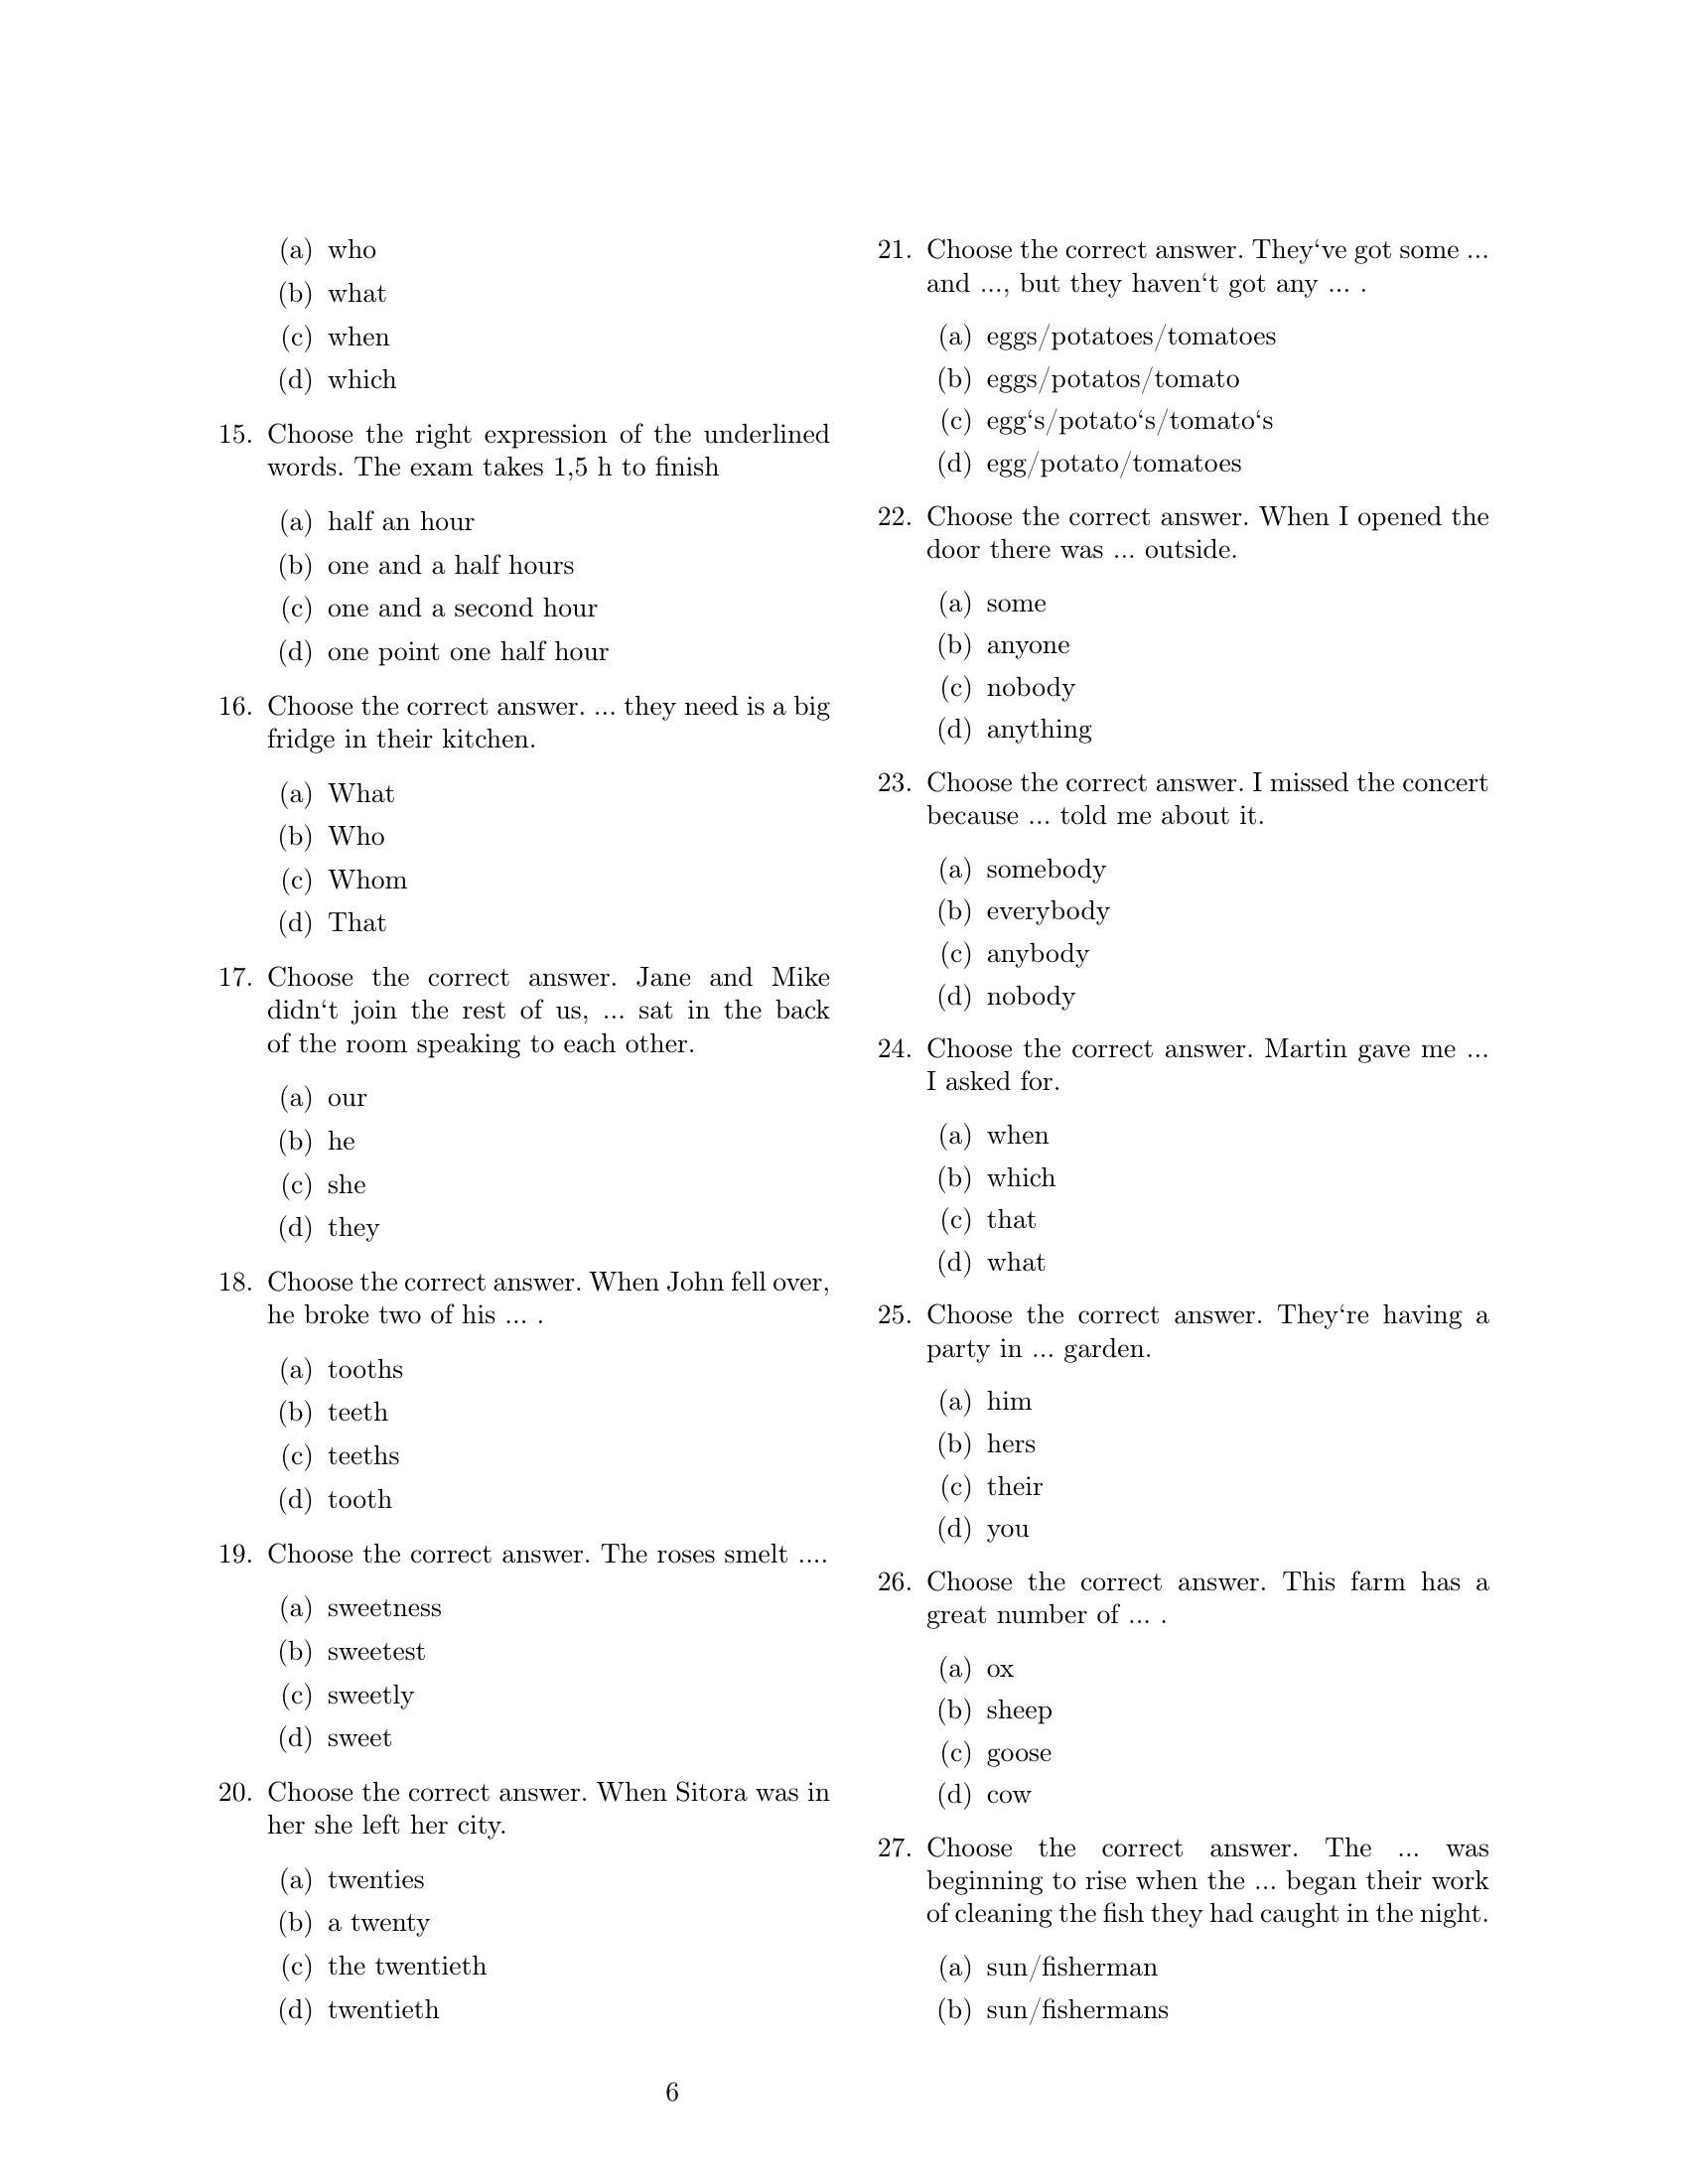 (a) who
(b) what
(c) when
(d) which
15. Choose the right expression of the underlined
words. The exam takes 1,5 h to finish
(a) half an hour
(b) one and a half hours
(c) one and a second hour
(d) one point one half hour
16. Choose the correct answer. ... they need is a big
fridge in their kitchen.
(a) What
(b) Who
(c) Whom
(d) That
17. Choose the correct answer. Jane and Mike
didn‘t join the rest of us, ... sat in the back
of the room speaking to each other.
(a) our
(b) he
(c) she
(d) they
18. Choose the correct answer. When John fell over,
he broke two of his ... .
(a) tooths
(b) teeth
(c) teeths
(d) tooth
19. Choose the correct answer. The roses smelt ....
(a) sweetness
(b) sweetest
(c) sweetly
(d) sweet
20. Choose the correct answer. When Sitora was in
her she left her city.
(a) twenties
(b) a twenty
(c) the twentieth
(d) twentieth
21. Choose the correct answer. They‘ve got some ...
and ..., but they haven‘t got any ... .
(a) eggs/potatoes/tomatoes
(b) eggs/potatos/tomato
(c) egg‘s/potato‘s/tomato‘s
(d) egg/potato/tomatoes
22. Choose the correct answer. When I opened the
door there was ... outside.
(a) some
(b) anyone
(c) nobody
(d) anything
23. Choose the correct answer. I missed the concert
because ... told me about it.
(a) somebody
(b) everybody
(c) anybody
(d) nobody
24. Choose the correct answer. Martin gave me ...
I asked for.
(a) when
(b) which
(c) that
(d) what
25. Choose the correct answer. They‘re having a
party in ... garden.
(a) him
(b) hers
(c) their
(d) you
26. Choose the correct answer. This farm has a
great number of ... .
(a) ox
(b) sheep
(c) goose
(d) cow
27. Choose the correct answer. The ... was
beginning to rise when the ... began their work
of cleaning the fish they had caught in the night.
(a) sun/fisherman
(b) sun/fishermans
6